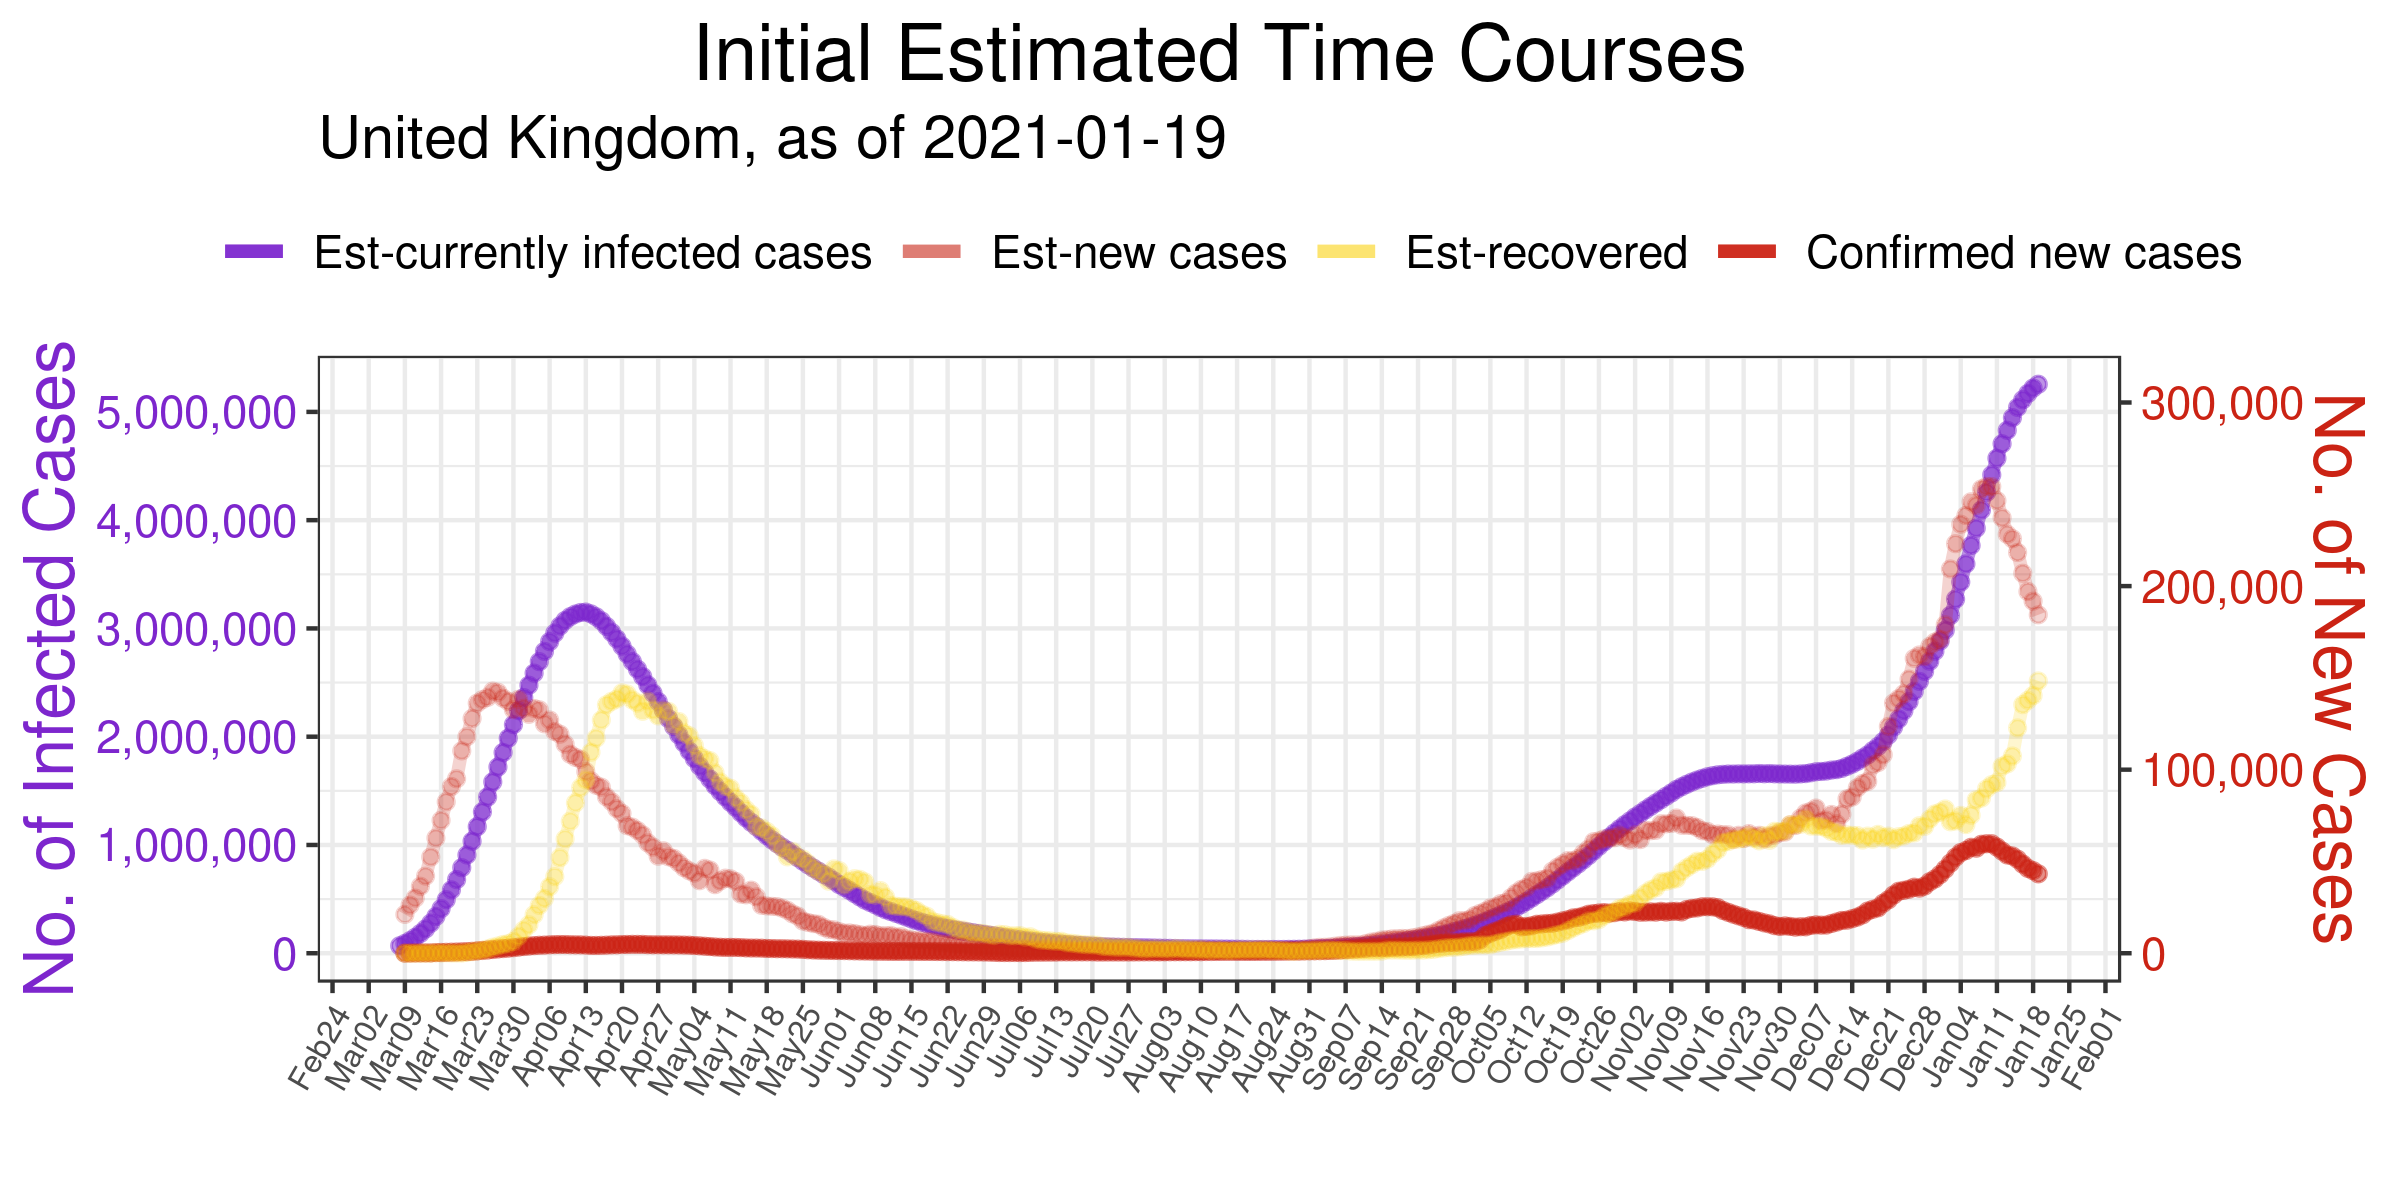 Initial Estimated Time Courses
United Kingdom, as of 2021-01-19
Est-currently infected cases Est-new cases Est-recovered Confirmed new cases
No. of Infected Cases
5,000,000
4,000,000
3,000,000
2,000,000
1,000,000
0
300,000
200,000
100,000
0
No. of New Cases
Feb24 Mar02 Mar09 Mar16 Mar23 Mar30 Apr06 Apr13 Apr20 Apr27 May04 May11 May18 May25 Jun01 Jun08 Jun15 Jun22 Jun29 Jul06 Jul13 Jul20 Jul27 Aug03 Aug10 Aug17 Aug24 Aug31 Sep07 Sep14 Sep21 Sep28 Oct05 Oct12 Oct19 Oct26 Nov02 Nov09 Nov16 Nov23 Nov30 Dec07 Dec14 Dec21 Dec28 Jan04 Jan11 Jan18 Jan25 Feb01